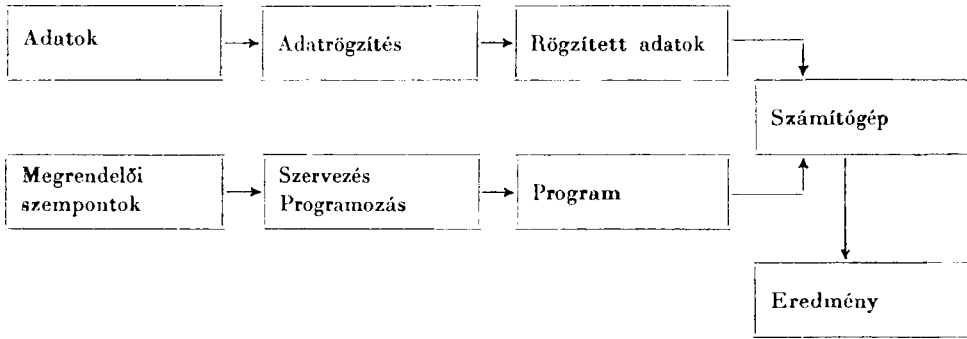 Adatok
Adatrögzítés
Rögzített adatok
Számítógép
Megrendelői
szempontok
Szervezés
Programozás
Program
Eredmény